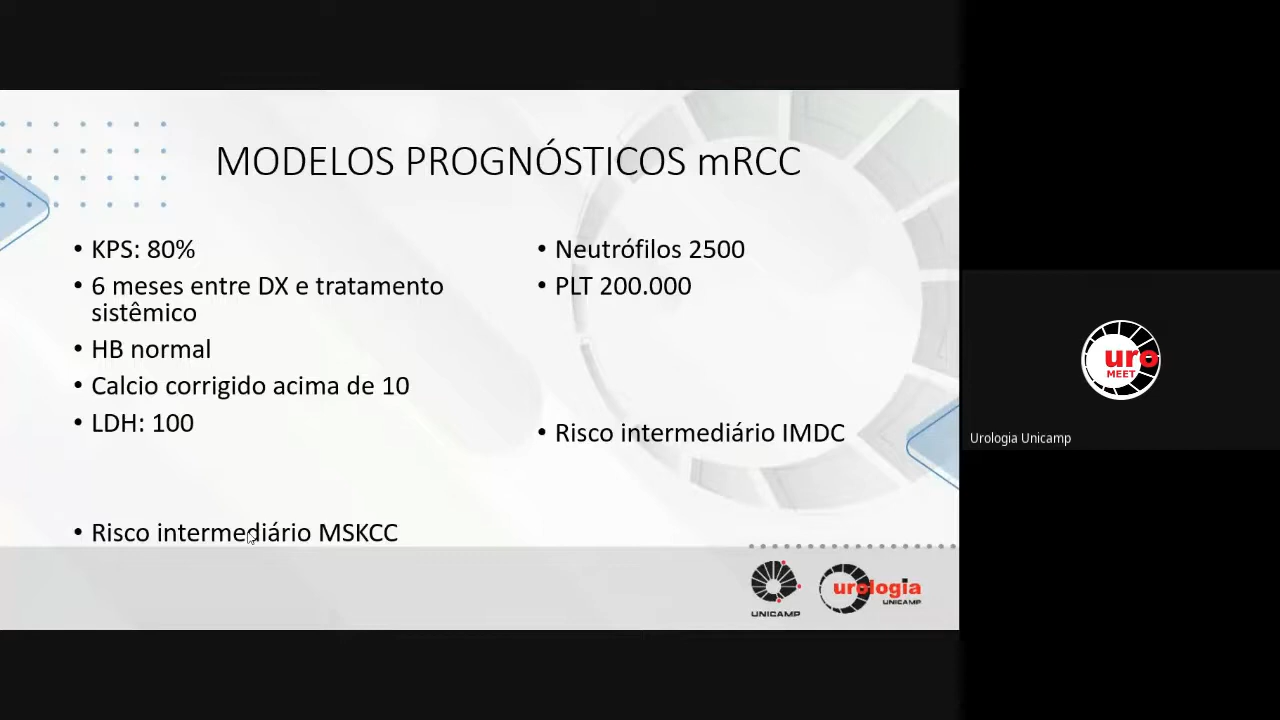 MODELOS PROGNÓSTICOS mRCC
• KPS: 80%
• 6 meses entre DX e tratamento
sistêmico
• HB normal
• Calcio corrigido acima de 10
• LDH: 100
• Risco intermediário MSKCC
• Neutrófilos 2500
• PLT 200.000
• Risco intermediário IMDC
UNICAMP
urologia
UNICAMP
uro
MEET
Urologia Unicamp